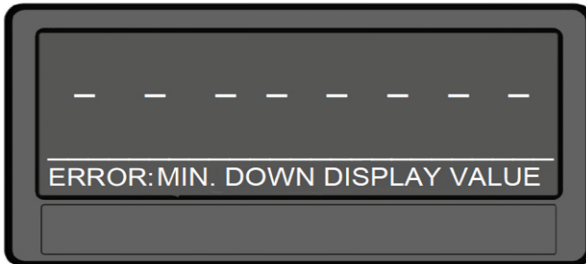 – – – – – – – –
ERROR:MIN. DOWN DISPLAY VALUE